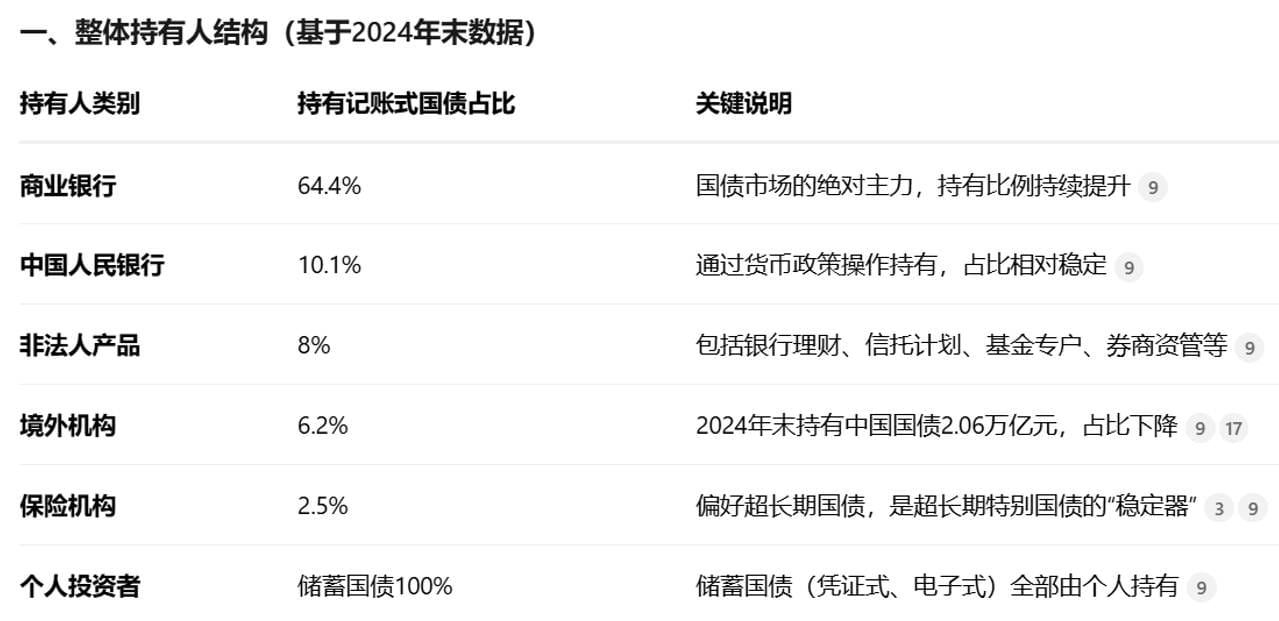 一、整体持有人结构（基于2024年末数据）
持有人类别 持有记账式国债占比 关键说明
商业银行 64.4% 国债市场的绝对主力，持有比例持续提升 9
中国人民银行 10.1% 通过货币政策操作持有，占比相对稳定 9
非法人产品 8% 包括银行理财、信托计划、基金专户、券商资管等 9
境外机构 6.2% 2024年末持有中国国债2.06万亿元，占比下降 9 17
保险机构 2.5% 偏好超长期国债，是超长期特别国债的“稳定器” 3 9
个人投资者 储蓄国债100% 储蓄国债（凭证式、电子式）全部由个人持有 9